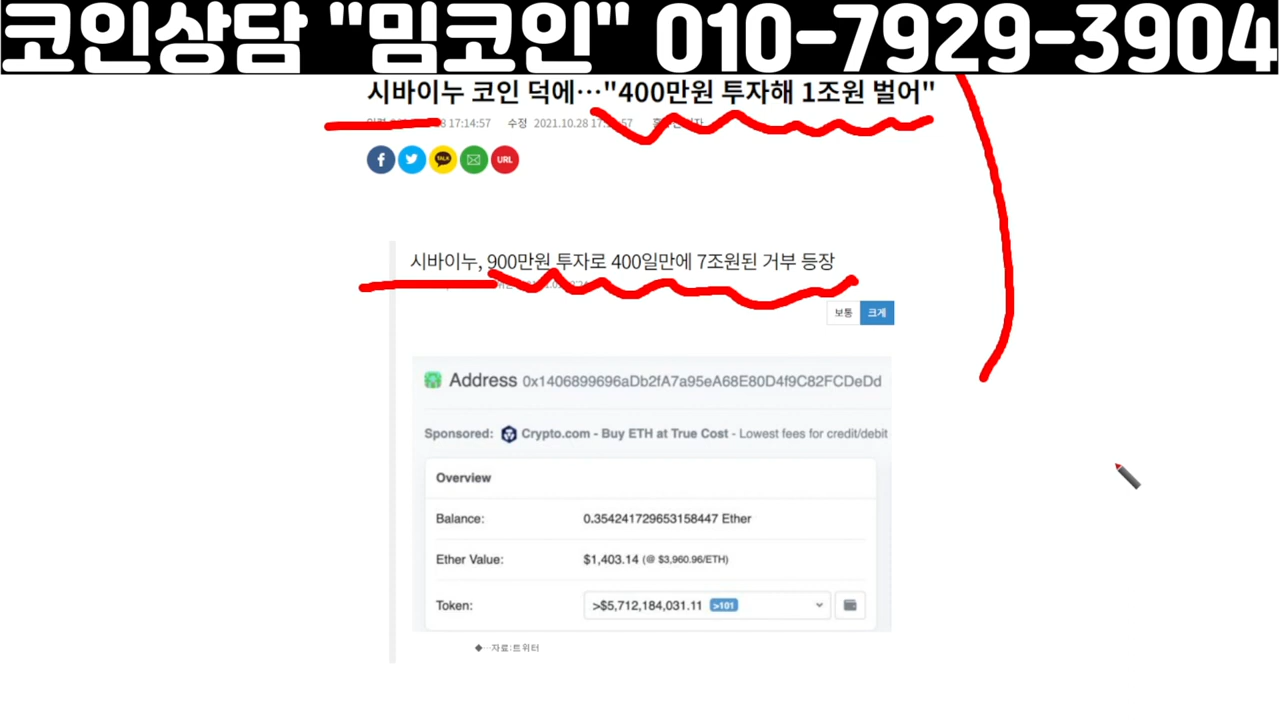 코인상담 "밈코인" 010-7929-3904
시바이누 코인 덕에…"400만원 투자해 1조원 벌어"
17:14:57 수정 2021.10.28
TALK URL
시바이누, 900만원 투자로 400일만에 7조원된 거부 등장
보통 크게
Address 0x1406899696aDb2fA7a95eA68E80D4f9C82FCDeDd
Sponsored: Crypto.com - Buy ETH at True Cost - Lowest fees for credit/debit
Overview
Balance: 0.354241729653158447 Ether
Ether Value: $1,403.14 (@ $3,960.96/ETH)
Token: >$5,712,184,031.11 >101
◆…자료:트위터